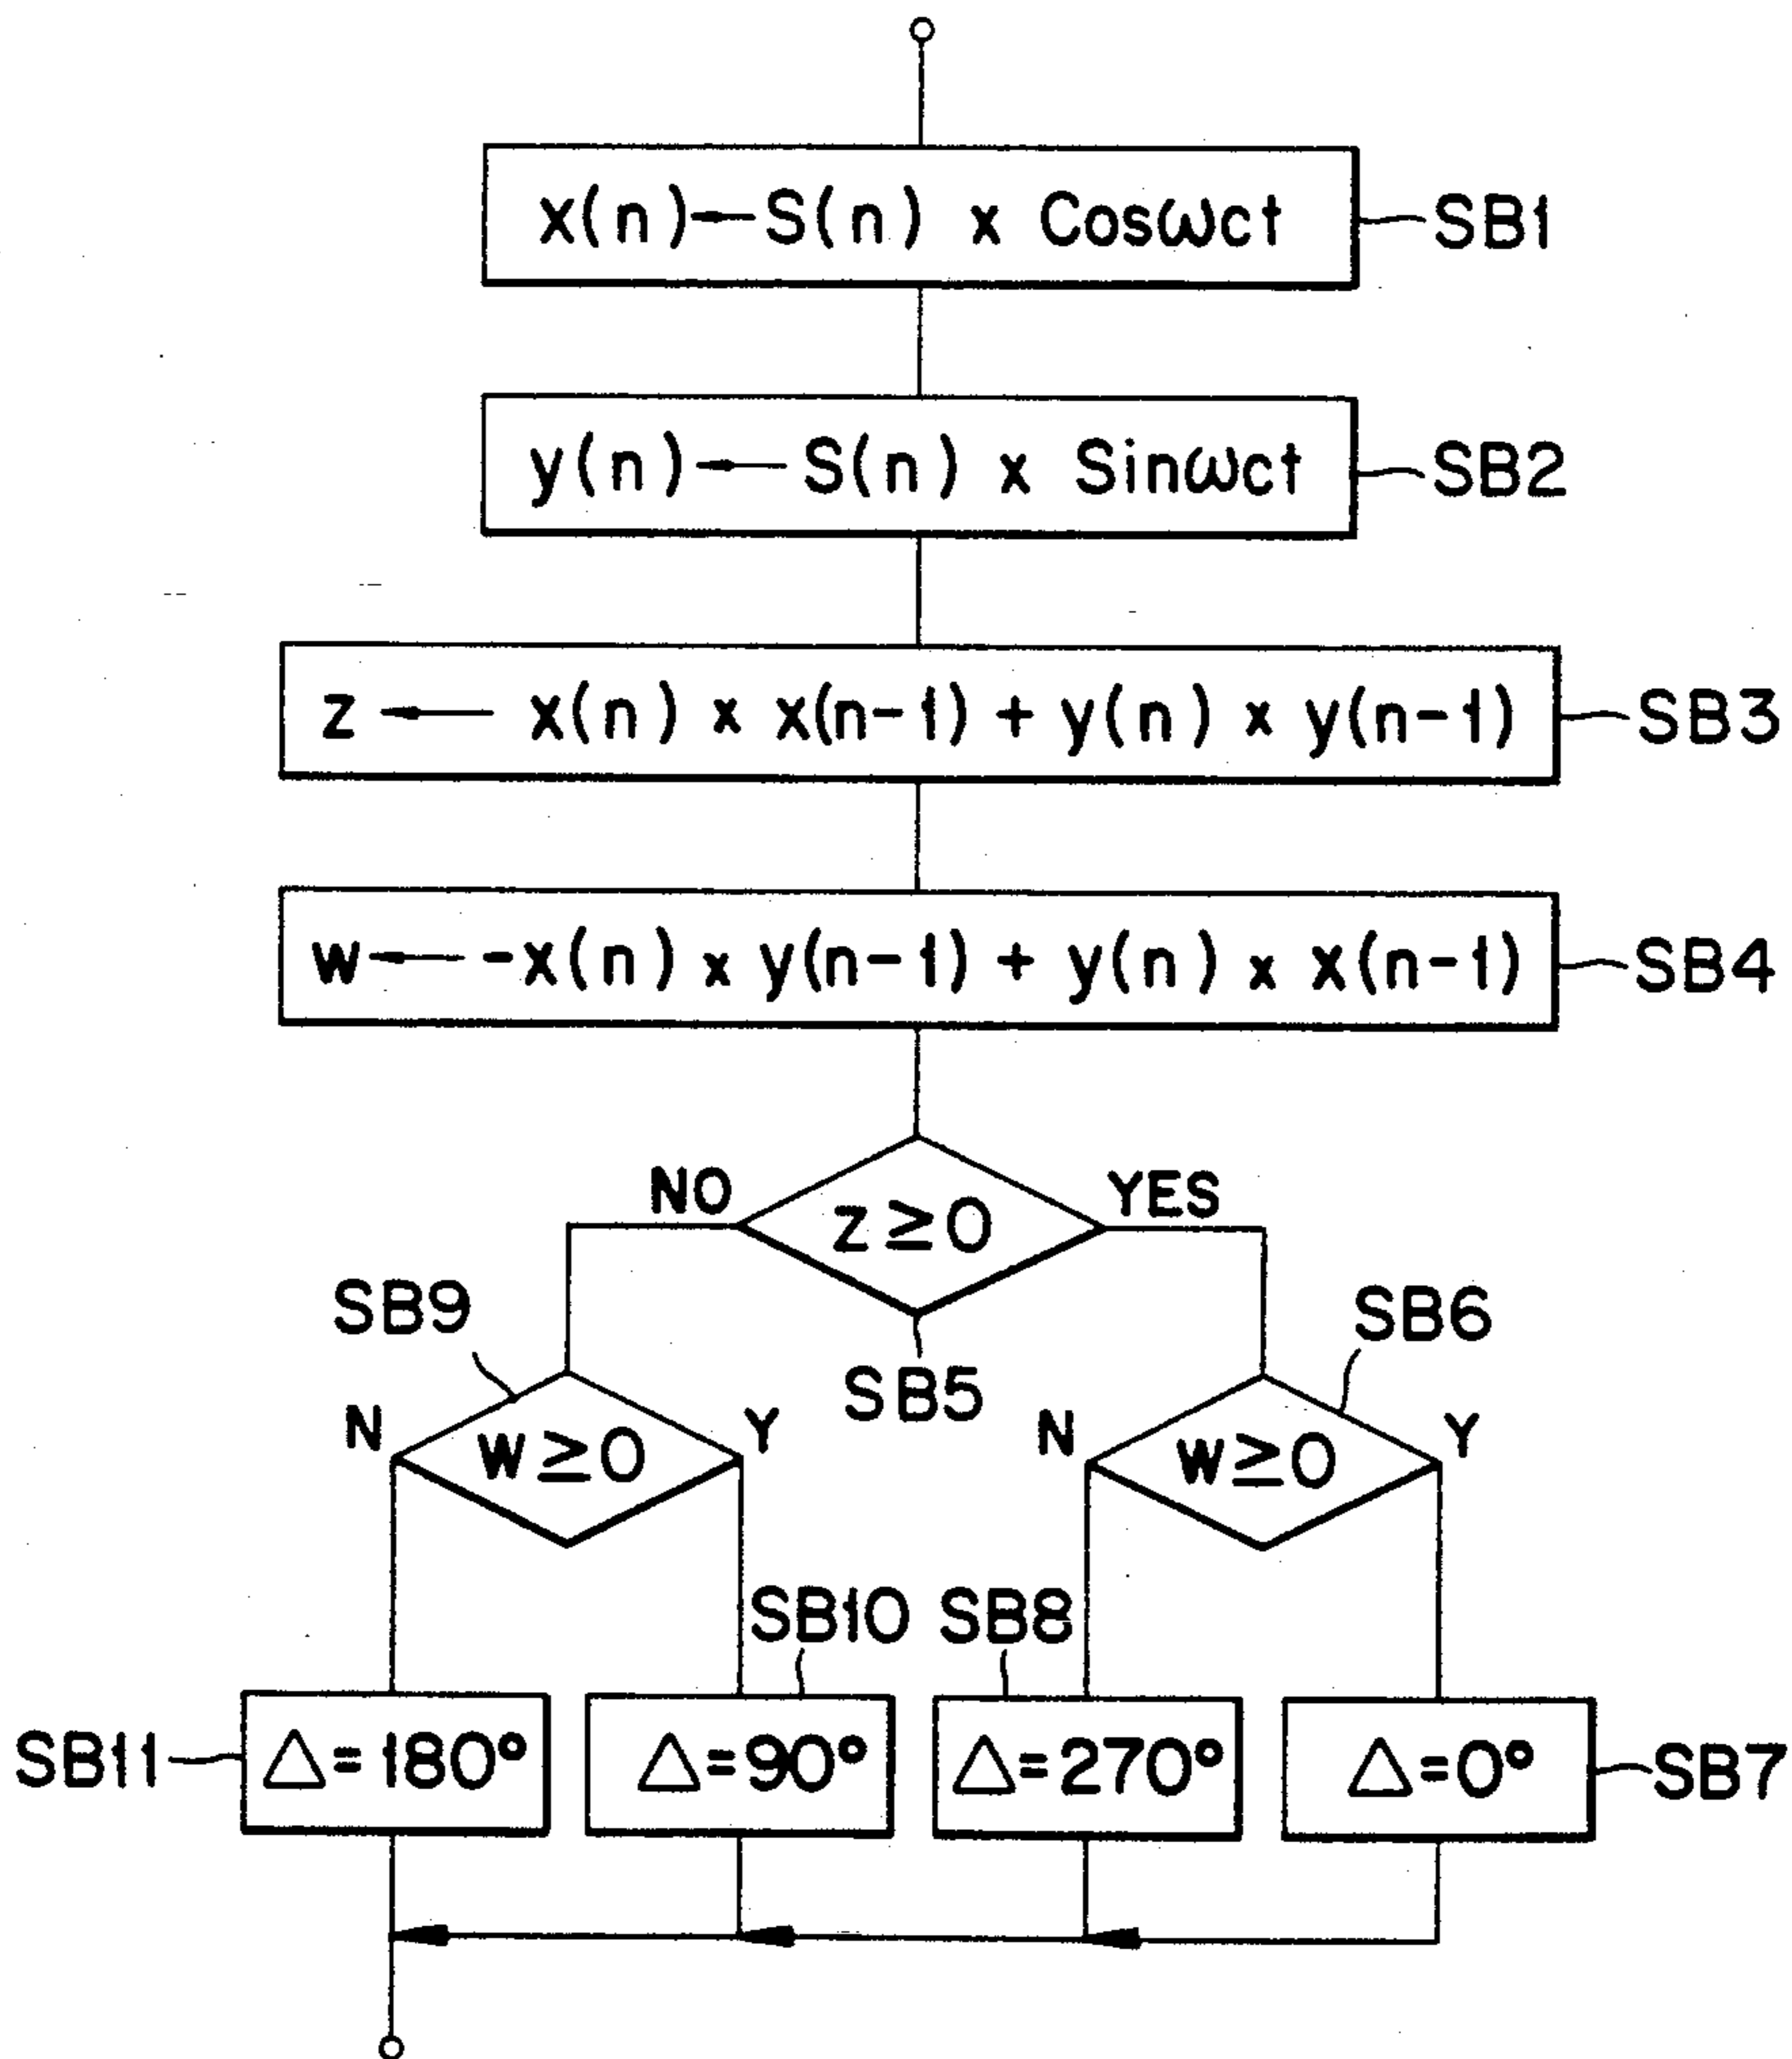 x(n)←S(n) x Cosωct
SB1
y(n)←S(n) x Sinωct
SB2
z ← x(n) x x(n-1) + y(n) x y(n-1)
SB3
w← -x(n) x y(n-1) + y(n) x x(n-1)
SB4
NO
z≥0
YES
SB9
SB5
SB6
N
w≥0
Y
N
w≥0
Y
SB10
SB8
SB11
△=180°
△=90°
△=270°
△=0°
SB7